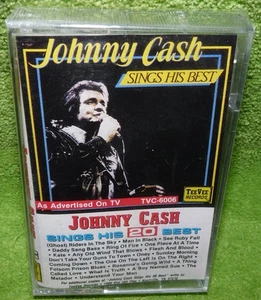 Johnny Cash
SINGS HIS BEST
TeeVee
RECORDS
As Advertised On TV TVC-6006
JOHNNY CASH
SINGS HIS 20 BEST
(Ghost) Riders In The Sky • Man In Black • See Ruby Fall
• Daddy Sang Bass • Ring Of Fire • One Piece At A Time
• Kate • Any Old Wind That Blows • Flesh And Blood •
Don't Take Your Guns To Town • Oney • Sunday Morning
Coming Down • The One On The Left Is On The Right •
Folsom Prison Blues • Going Wild • A Thing
Called Love • What Is Truth • A Boy Named Sue • The
Matador • Understand Your Man